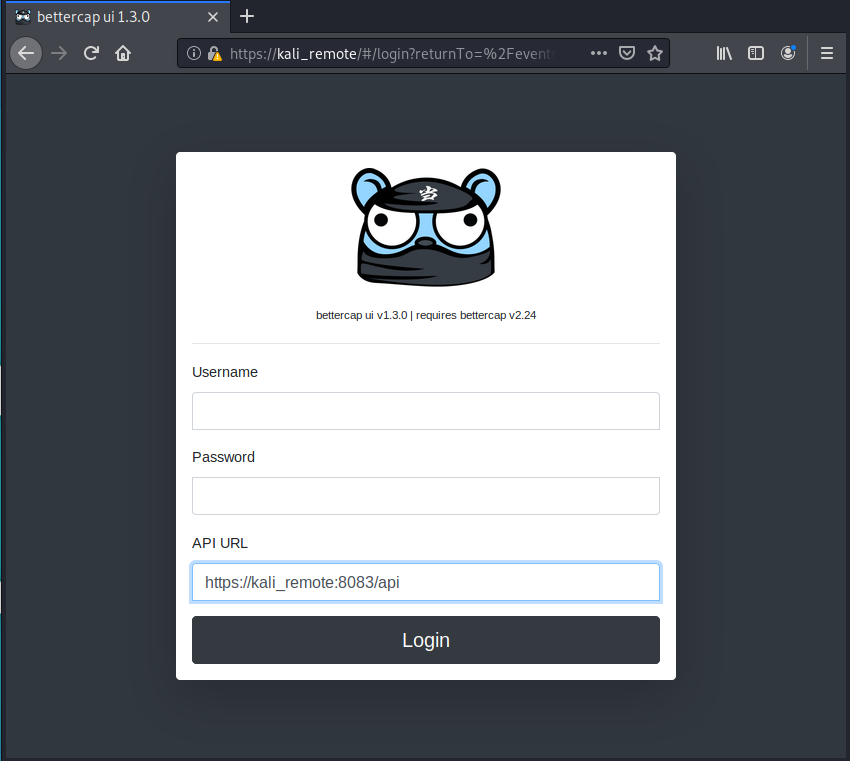 bettercap ui 1.3.0
https://kali_remote/#/login?returnTo=%2Fevent
bettercap ui v1.3.0 | requires bettercap v2.24
Username
Password
API URL
https://kali_remote:8083/api
Login